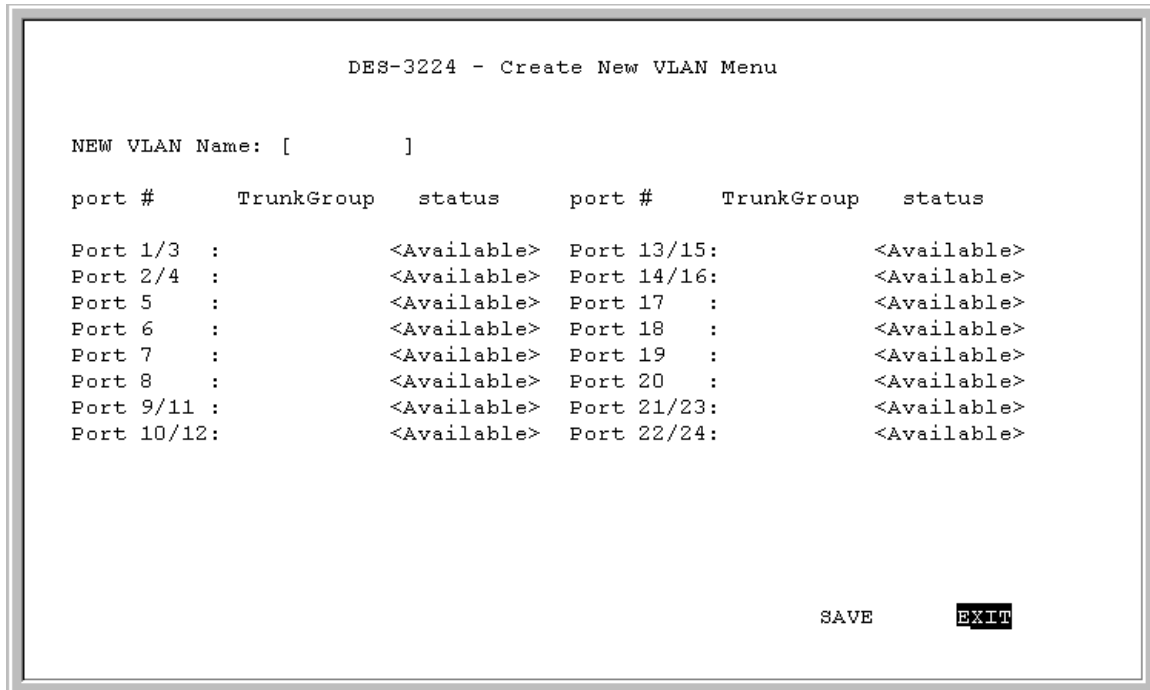 DES-3224 - Create New VLAN Menu
NEW VLAN Name: [ ]
port # TrunkGroup status port # TrunkGroup status
Port 1/3 : <Available> Port 13/15: <Available>
Port 2/4 : <Available> Port 14/16: <Available>
Port 5 : <Available> Port 17 : <Available>
Port 6 : <Available> Port 18 : <Available>
Port 7 : <Available> Port 19 : <Available>
Port 8 : <Available> Port 20 : <Available>
Port 9/11 : <Available> Port 21/23: <Available>
Port 10/12: <Available> Port 22/24: <Available>
SAVE EXIT